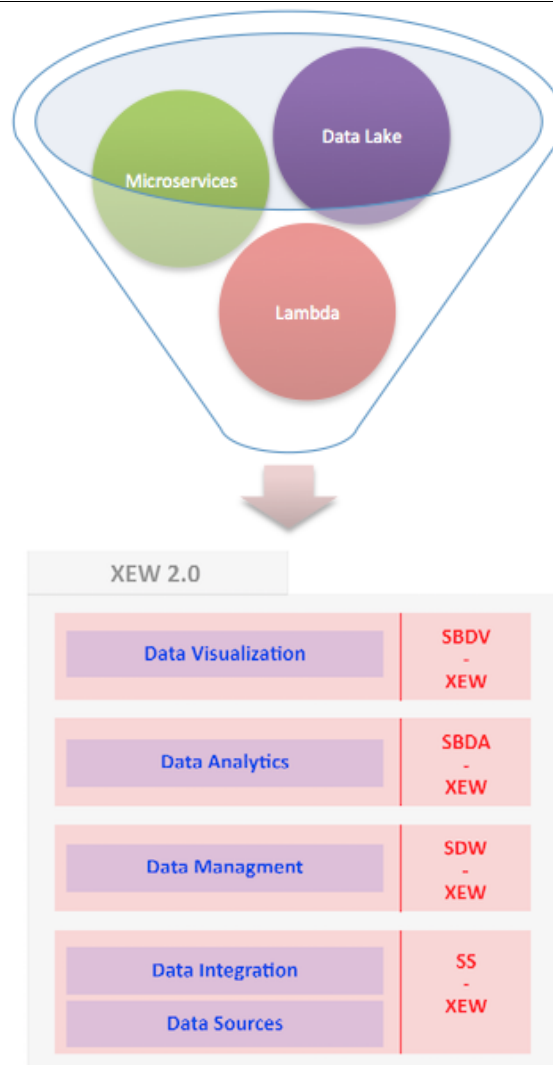 Data Lake
Microservices
Lambda
XEW 2.0
Data Visualization
SBDV
-
XEW
Data Analytics
SBDA
-
XEW
Data Managment
SDW
-
XEW
Data Integration
Data Sources
SS
-
XEW